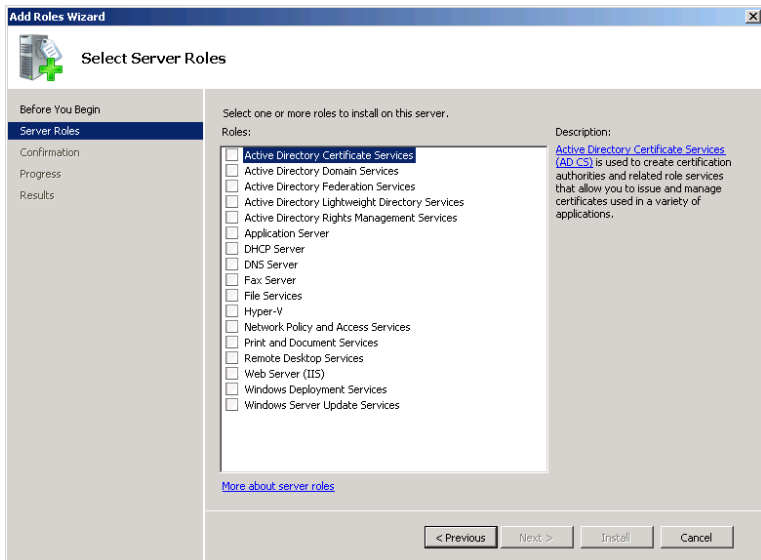 Add Roles Wizard
Select Server Roles
Before You Begin
Server Roles
Confirmation
Progress
Results
Select one or more roles to install on this server.
Roles:
Active Directory Certificate Services
Active Directory Domain Services
Active Directory Federation Services
Active Directory Lightweight Directory Services
Active Directory Rights Management Services
Application Server
DHCP Server
DNS Server
Fax Server
File Services
Hyper-V
Network Policy and Access Services
Print and Document Services
Remote Desktop Services
Web Server (IIS)
Windows Deployment Services
Windows Server Update Services
More about server roles
Description:
Active Directory Certificate Services
(AD CS) is used to create certification
authorities and related role services
that allow you to issue and manage
certificates used in a variety of
applications.
< Previous
Next >
Install
Cancel